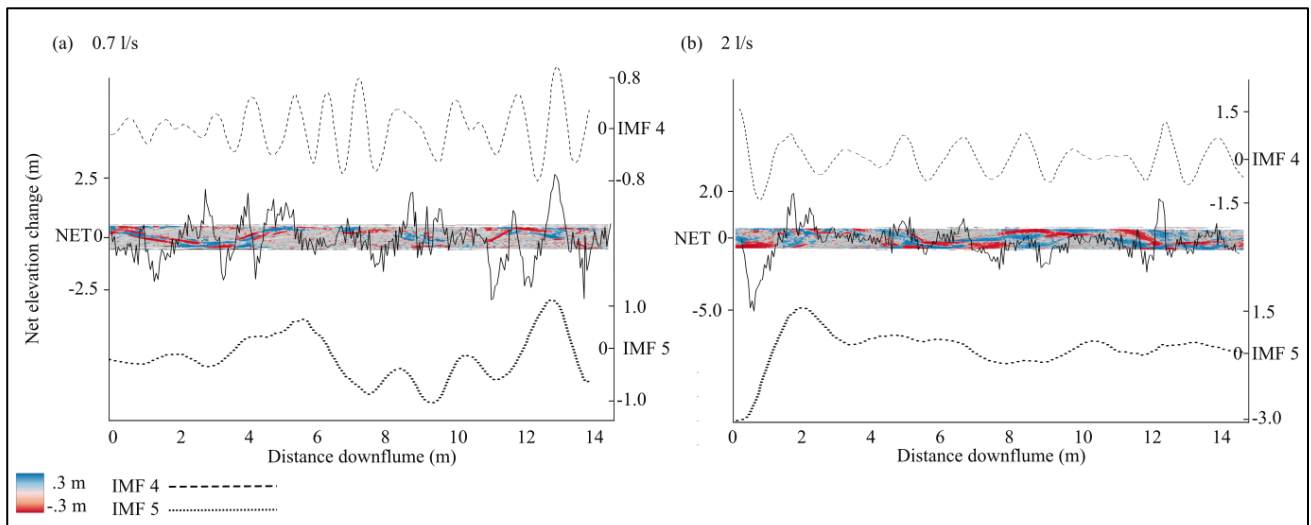 (a) 0.7 l/s
(b) 2 l/s
Net elevation change (m)
0.8
0 IMF 4
-0.8
2.5
NET 0
-2.5
1.0
0 IMF 5
-1.0
0 2 4 6 8 10 12 14
Distance downflume (m)
1.5
0 IMF 4
-1.5
2.0
NET 0
-5.0
1.5
0 IMF 5
-3.0
0 2 4 6 8 10 12 14
Distance downflume (m)
.3 m
-.3 m
IMF 4
IMF 5